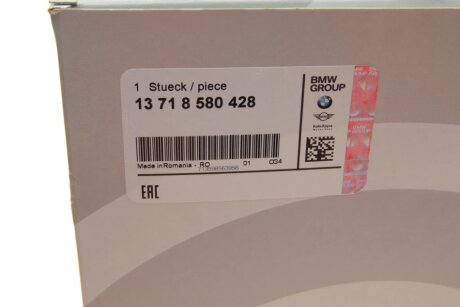 1 Stueck / piece
13 71 8 580 428
BMW
GROUP
Made in Romania - RO 01 034
EAC